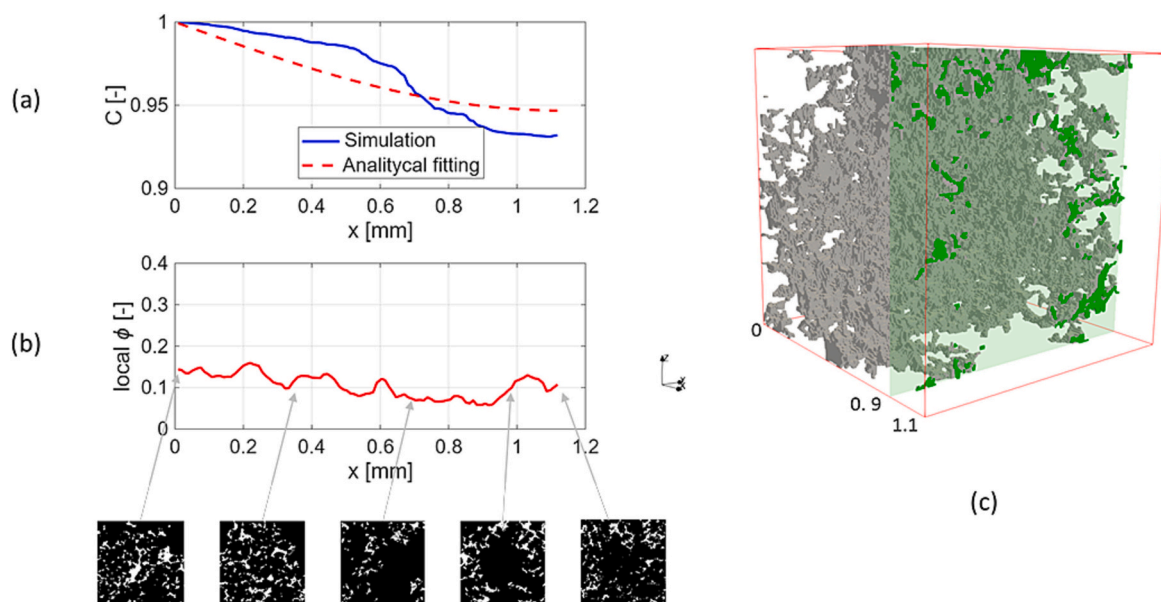 (a)
C [-]
1
0.95
0.9
Simulation
Analitycal fitting
0 0.2 0.4 0.6 0.8 1 1.2
x [mm]
(b)
local ϕ [-]
0.4
0.3
0.2
0.1
0
0 0.2 0.4 0.6 0.8 1 1.2
x [mm]
0
0. 9
1.1
z
(c)